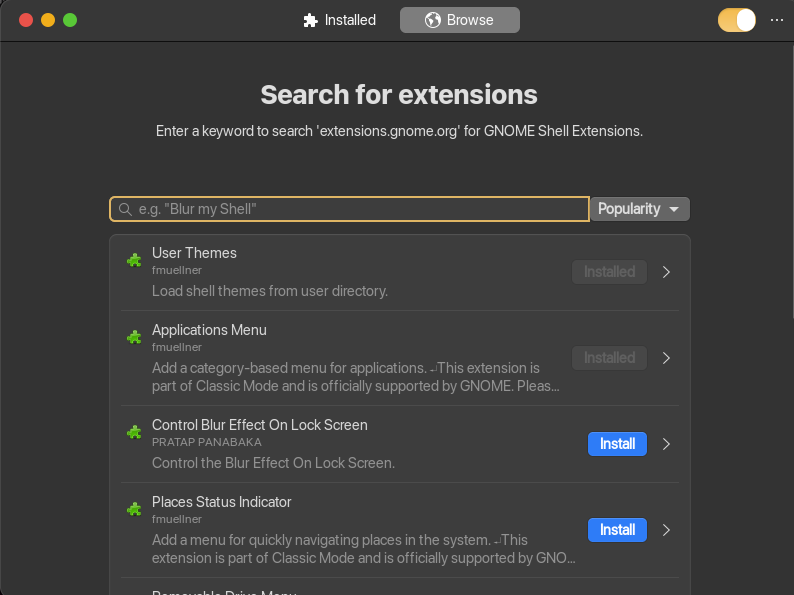 Installed
Browse
Search for extensions
Enter a keyword to search 'extensions.gnome.org' for GNOME Shell Extensions.
e.g. "Blur my Shell"
Popularity
User Themes
fmuellner
Load shell themes from user directory.
Installed
Applications Menu
fmuellner
Add a category-based menu for applications. ↵This extension is
part of Classic Mode and is officially supported by GNOME. Pleas...
Installed
Control Blur Effect On Lock Screen
PRATAP PANABAKA
Control the Blur Effect On Lock Screen.
Install
Places Status Indicator
fmuellner
Add a menu for quickly navigating places in the system. ↵This
extension is part of Classic Mode and is officially supported by GNO...
Install
Removable Drive Menu